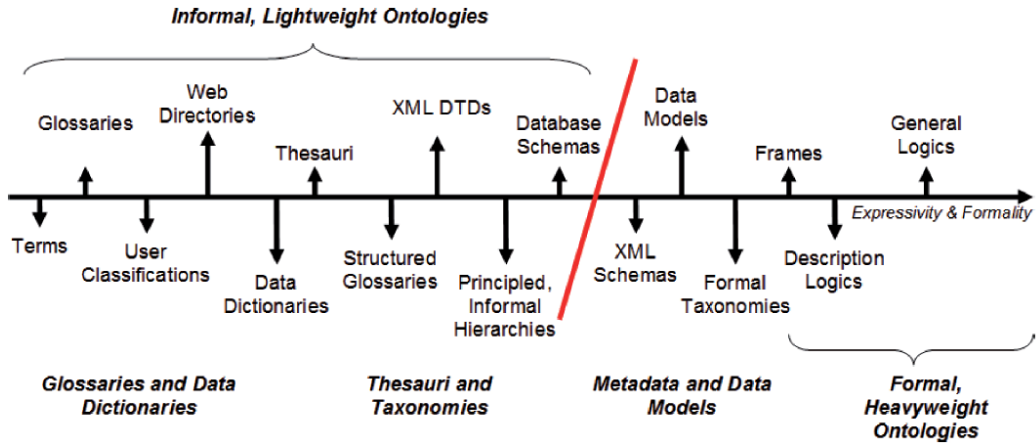 Informal, Lightweight Ontologies
Glossaries
Web
Directories
Thesauri
XML DTDs
Database
Schemas
Data
Models
Frames
General
Logics
Expressivity & Formality
Terms
User
Classifications
Data
Dictionaries
Structured
Glossaries
Principled,
Informal
Hierarchies
XML
Schemas
Formal
Taxonomies
Description
Logics
Glossaries and Data
Dictionaries
Thesauri and
Taxonomies
Metadata and Data
Models
Formal,
Heavyweight
Ontologies